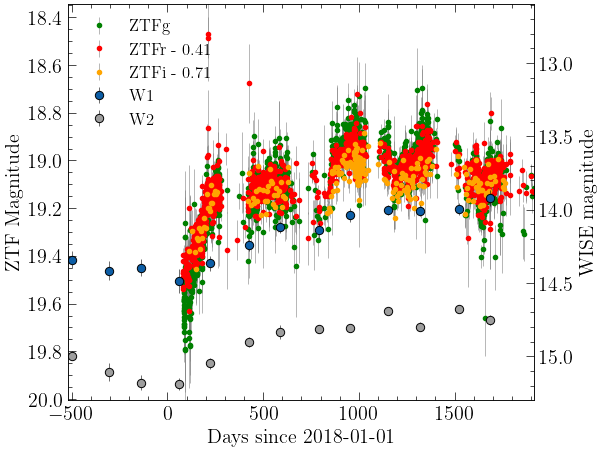 ZTFg
ZTFr - 0.41
ZTFi - 0.71
W1
W2
18.4
18.6
18.8
19.0
19.2
19.4
19.6
19.8
20.0
ZTF Magnitude
13.0
13.5
14.0
14.5
15.0
WISE magnitude
−500
0
500
1000
1500
Days since 2018-01-01